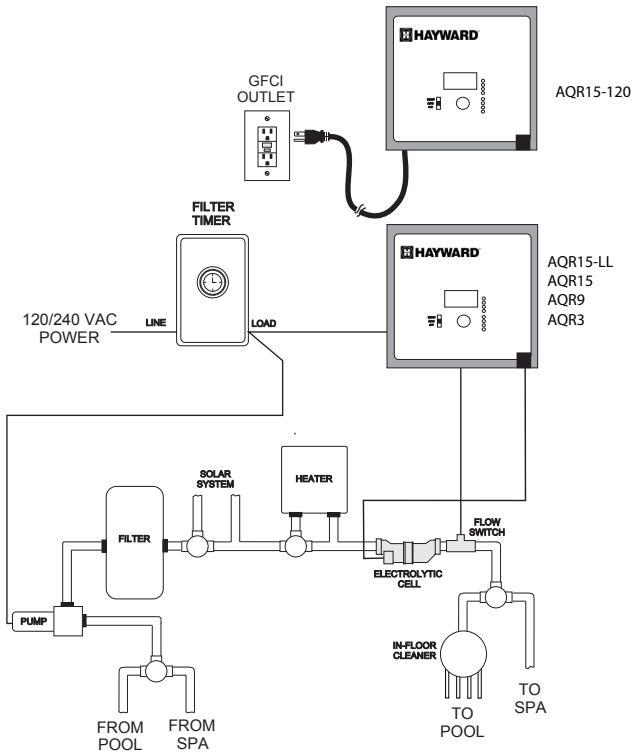 HAYWARD
AQR15-120
GFCI
OUTLET
FILTER
TIMER
HAYWARD
AQR15-LL
AQR15
AQR9
AQR3
120/240 VAC
POWER
LINE
LOAD
SOLAR
SYSTEM
HEATER
FILTER
FLOW
SWITCH
ELECTROLYTIC
CELL
PUMP
IN-FLOOR
CLEANER
FROM
POOL
FROM
SPA
TO
POOL
TO
SPA